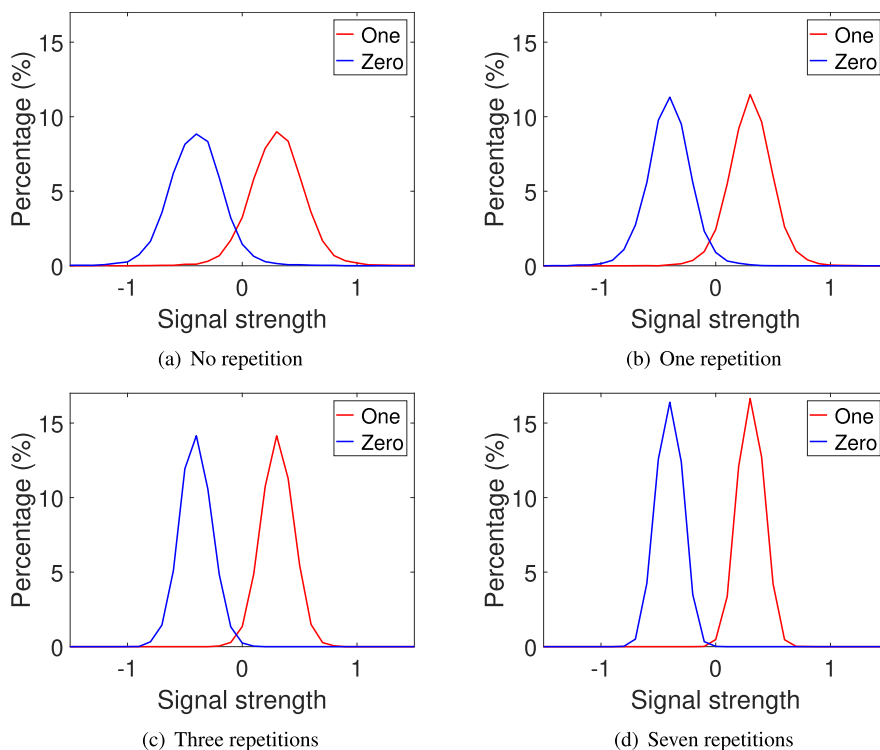 Percentage (%)
15
10
5
0
-1
0
1
Signal strength
One
Zero
(a) No repetition
Percentage (%)
15
10
5
0
-1
0
1
Signal strength
One
Zero
(b) One repetition
Percentage (%)
15
10
5
0
-1
0
1
Signal strength
One
Zero
(c) Three repetitions
Percentage (%)
15
10
5
0
-1
0
1
Signal strength
One
Zero
(d) Seven repetitions